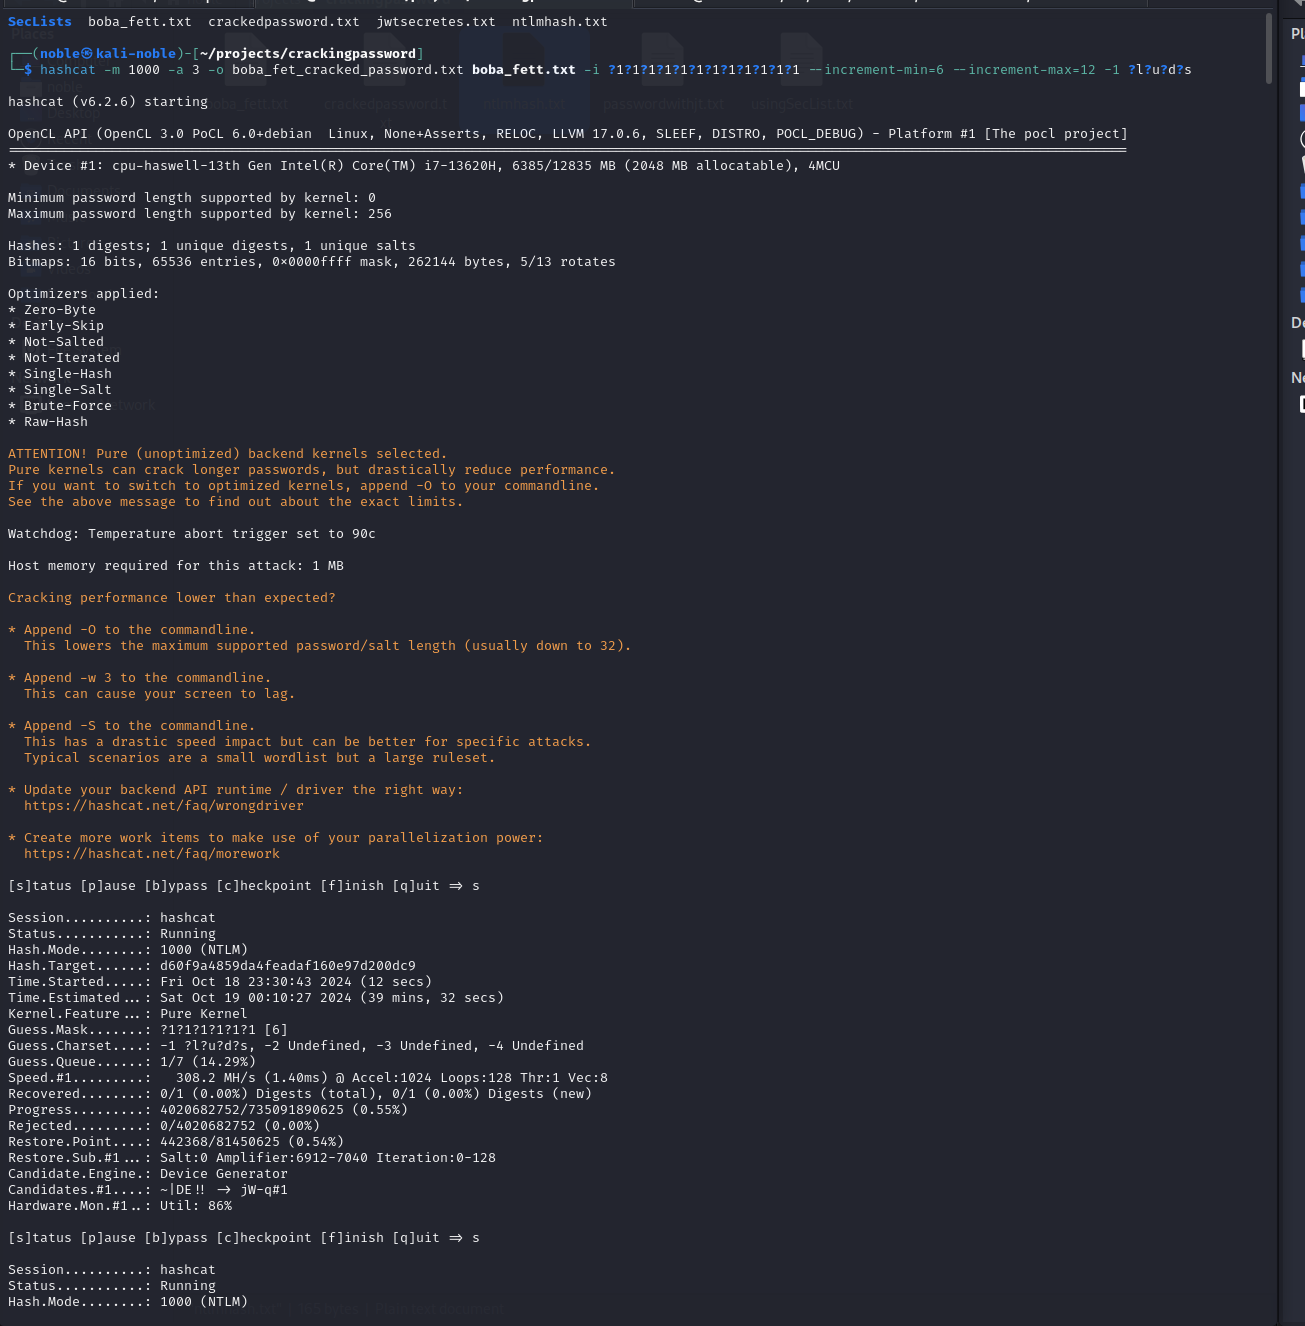 SecLists  boba_fett.txt  crackedpassword.txt  jwtsecretes.txt  ntlmhash.txt
┌──(noble㉿kali-noble)-[~/projects/crackingpassword]
└─$ hashcat -m 1000 -a 3 -o boba_fet_cracked_password.txt boba_fett.txt -i ?1?1?1?1?1?1?1?1?1?1?1?1 --increment-min=6 --increment-max=12 -1 ?l?u?d?s
hashcat (v6.2.6) starting
OpenCL API (OpenCL 3.0 PoCL 6.0+debian  Linux, None+Asserts, RELOC, LLVM 17.0.6, SLEEF, DISTRO, POCL_DEBUG) - Platform #1 [The pocl project]
============================================================================================================================================
* Device #1: cpu-haswell-13th Gen Intel(R) Core(TM) i7-13620H, 6385/12835 MB (2048 MB allocatable), 4MCU
Minimum password length supported by kernel: 0
Maximum password length supported by kernel: 256
Hashes: 1 digests; 1 unique digests, 1 unique salts
Bitmaps: 16 bits, 65536 entries, 0x0000ffff mask, 262144 bytes, 5/13 rotates
Optimizers applied:
* Zero-Byte
* Early-Skip
* Not-Salted
* Not-Iterated
* Single-Hash
* Single-Salt
* Brute-Force
* Raw-Hash
ATTENTION! Pure (unoptimized) backend kernels selected.
Pure kernels can crack longer passwords, but drastically reduce performance.
If you want to switch to optimized kernels, append -O to your commandline.
See the above message to find out about the exact limits.
Watchdog: Temperature abort trigger set to 90c
Host memory required for this attack: 1 MB
Cracking performance lower than expected?
* Append -O to the commandline.
  This lowers the maximum supported password/salt length (usually down to 32).
* Append -w 3 to the commandline.
  This can cause your screen to lag.
* Append -S to the commandline.
  This has a drastic speed impact but can be better for specific attacks.
  Typical scenarios are a small wordlist but a large ruleset.
* Update your backend API runtime / driver the right way:
  https://hashcat.net/faq/wrongdriver
* Create more work items to make use of your parallelization power:
  https://hashcat.net/faq/morework
[s]tatus [p]ause [b]ypass [c]heckpoint [f]inish [q]uit => s
Session..........: hashcat
Status...........: Running
Hash.Mode........: 1000 (NTLM)
Hash.Target......: d60f9a4859da4feadaf160e97d200dc9
Time.Started.....: Fri Oct 18 23:30:43 2024 (12 secs)
Time.Estimated...: Sat Oct 19 00:10:27 2024 (39 mins, 32 secs)
Kernel.Feature...: Pure Kernel
Guess.Mask.......: ?1?1?1?1?1?1 [6]
Guess.Charset....: -1 ?l?u?d?s, -2 Undefined, -3 Undefined, -4 Undefined
Guess.Queue......: 1/7 (14.29%)
Speed.#1.........:   308.2 MH/s (1.40ms) @ Accel:1024 Loops:128 Thr:1 Vec:8
Recovered........: 0/1 (0.00%) Digests (total), 0/1 (0.00%) Digests (new)
Progress.........: 4020682752/735091890625 (0.55%)
Rejected.........: 0/4020682752 (0.00%)
Restore.Point....: 442368/81450625 (0.54%)
Restore.Sub.#1...: Salt:0 Amplifier:6912-7040 Iteration:0-128
Candidate.Engine.: Device Generator
Candidates.#1....: ~|DE!! -> jW-q#1
Hardware.Mon.#1..: Util: 86%
[s]tatus [p]ause [b]ypass [c]heckpoint [f]inish [q]uit => s
Session..........: hashcat
Status...........: Running
Hash.Mode........: 1000 (NTLM)